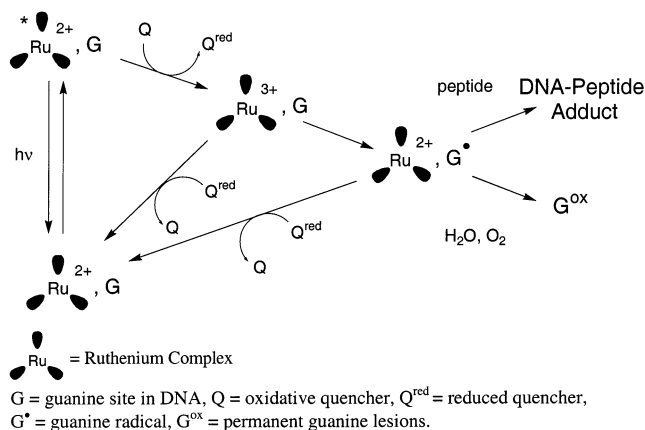 * Ru 2+ , G
Q
Q^red
Ru 3+ , G
peptide
DNA-Peptide
Adduct
hν
Ru 2+ , G•
Q^red
Q
Q^red
Q
G^ox
H₂O, O₂
Ru 2+ , G
Ru = Ruthenium Complex
G = guanine site in DNA, Q = oxidative quencher, Q^red = reduced quencher,
G• = guanine radical, G^ox = permanent guanine lesions.